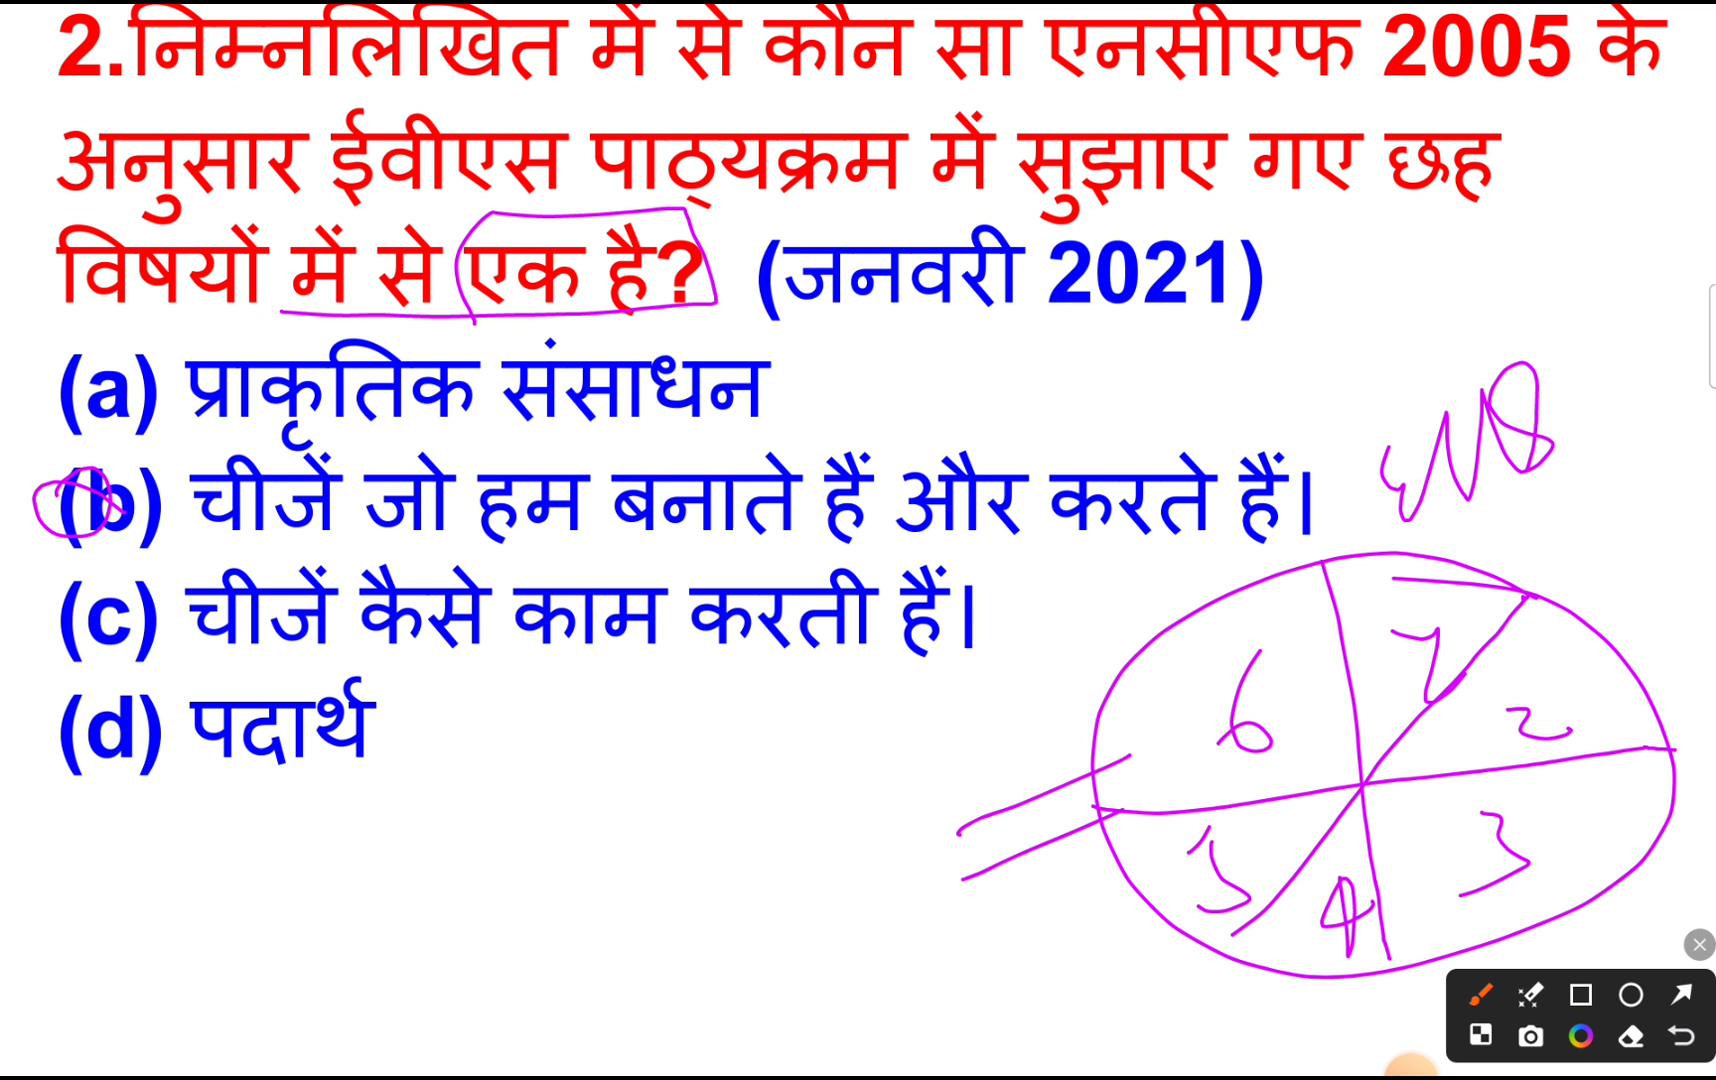 2.निम्नलिखित में से कौन सा एनसीएफ 2005 के
अनुसार ईवीएस पाठ्यक्रम में सुझाए गए छह
विषयों में से एक है? (जनवरी 2021)
(a) प्राकृतिक संसाधन
(b) चीजें जो हम बनाते हैं और करते हैं।
(c) चीजें कैसे काम करती हैं।
(d) पदार्थ
6
2
3
4